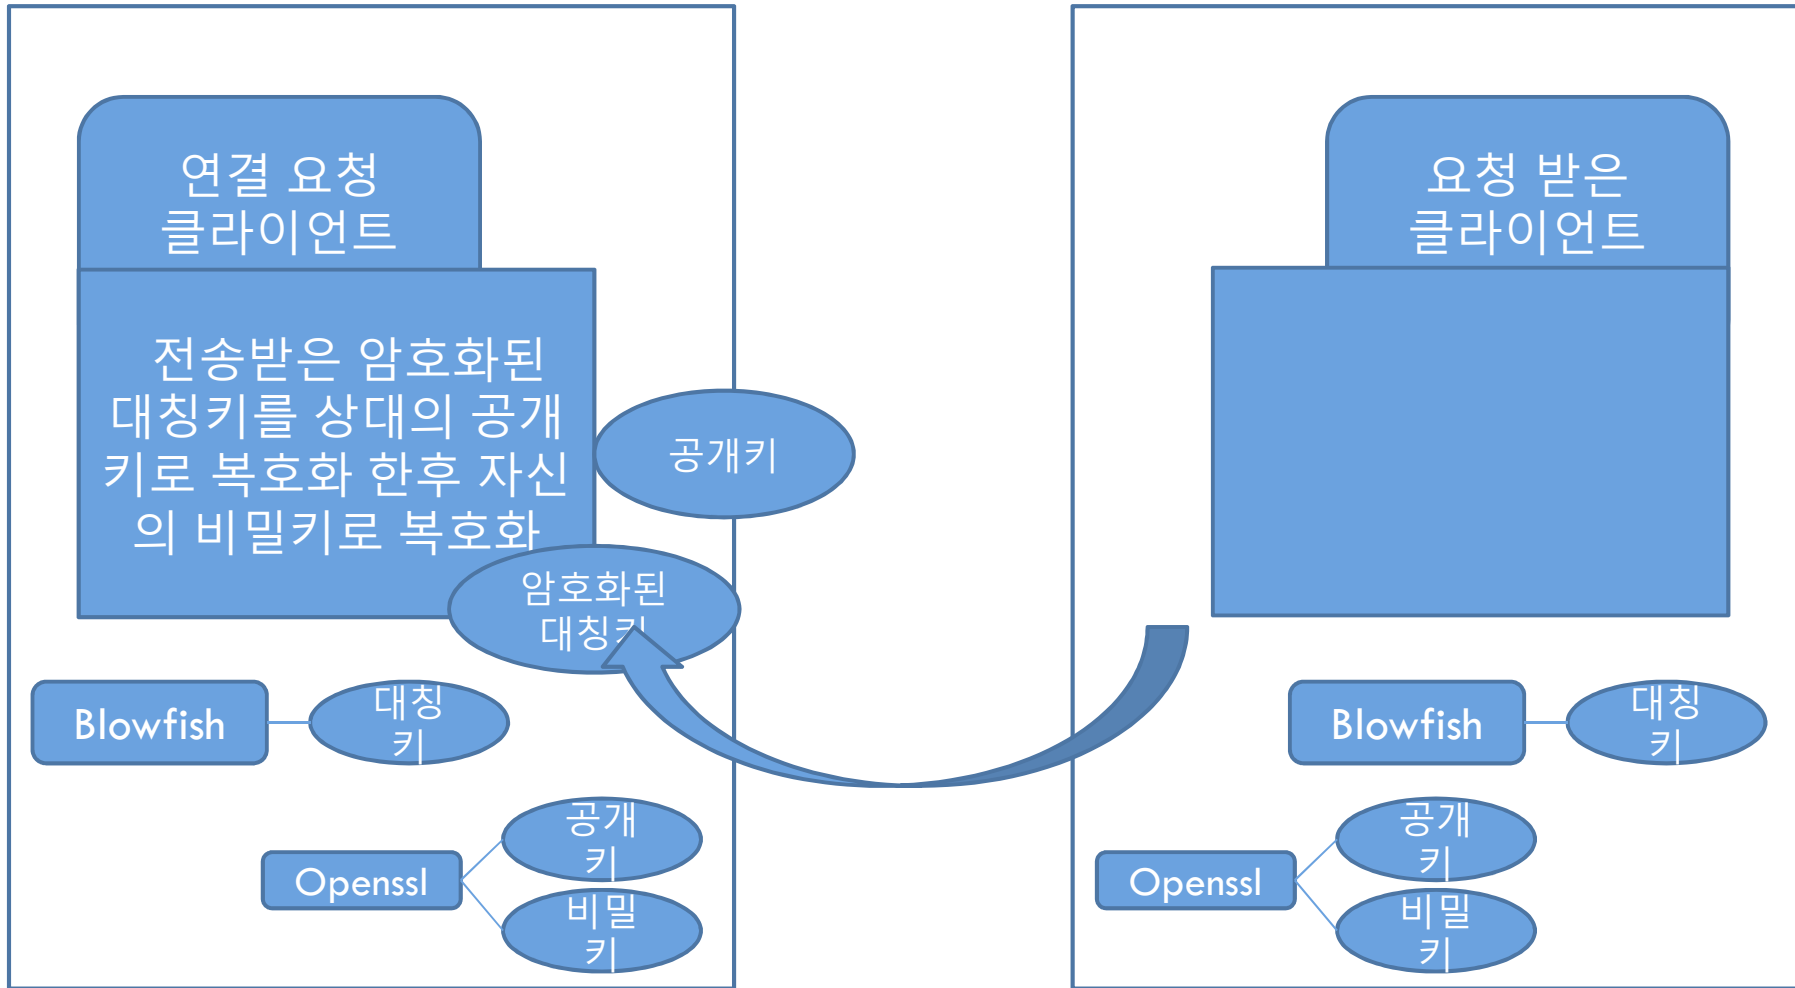 연결 요청
클라이언트
전송받은 암호화된
대칭키를 상대의 공개
키로 복호화 한후 자신
의 비밀키로 복호화
공개키
암호화된
대칭키
Blowfish
대칭
키
Openssl
공개
키
비밀
키
요청 받은
클라이언트
Blowfish
대칭
키
Openssl
공개
키
비밀
키